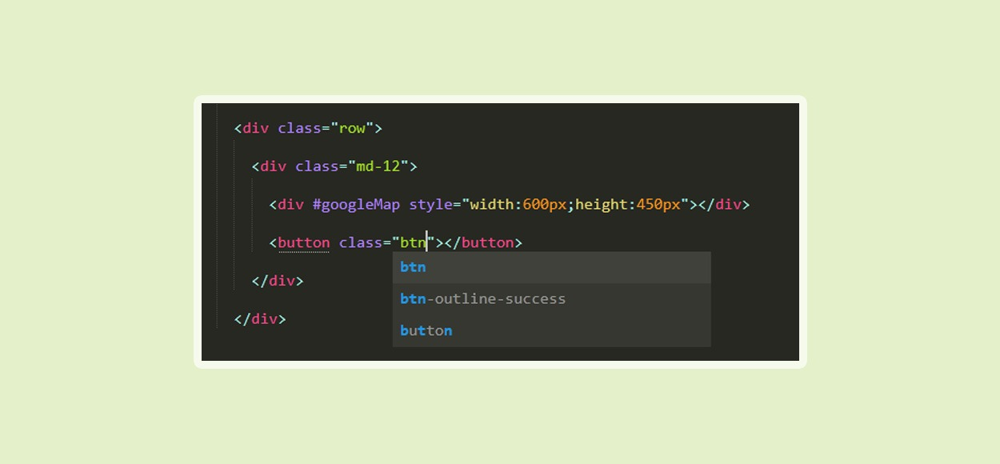 <div class="row">
<div class="md-12">
<div #googleMap style="width:600px;height:450px"></div>
<button class="btn"></button>
btn
btn-outline-success
button
</div>
</div>